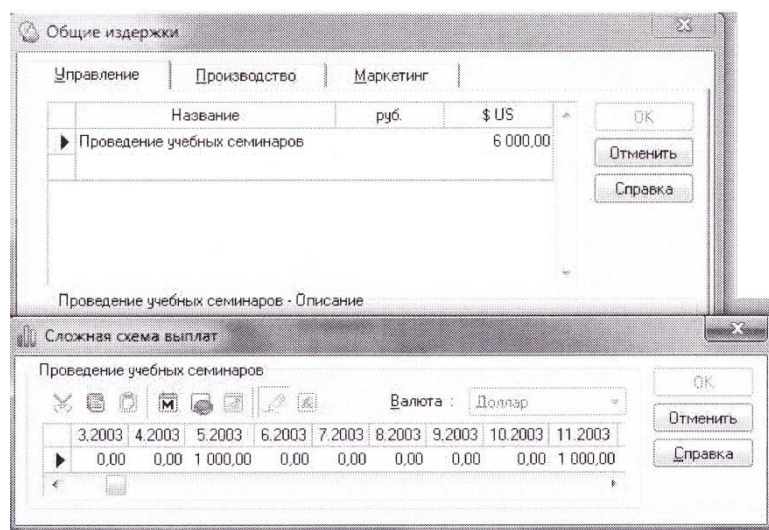 Общие издержки
Управление Производство Маркетинг
Название руб. $ US
Проведение учебных семинаров 6 000,00
OK
Отменить
Справка
Проведение учебных семинаров - Описание
Сложная схема выплат
Проведение учебных семинаров
Валюта : Доллар
3.2003 4.2003 5.2003 6.2003 7.2003 8.2003 9.2003 10.2003 11.2003
0,00 0,00 1 000,00 0,00 0,00 0,00 0,00 0,00 1 000,00
OK
Отменить
Справка